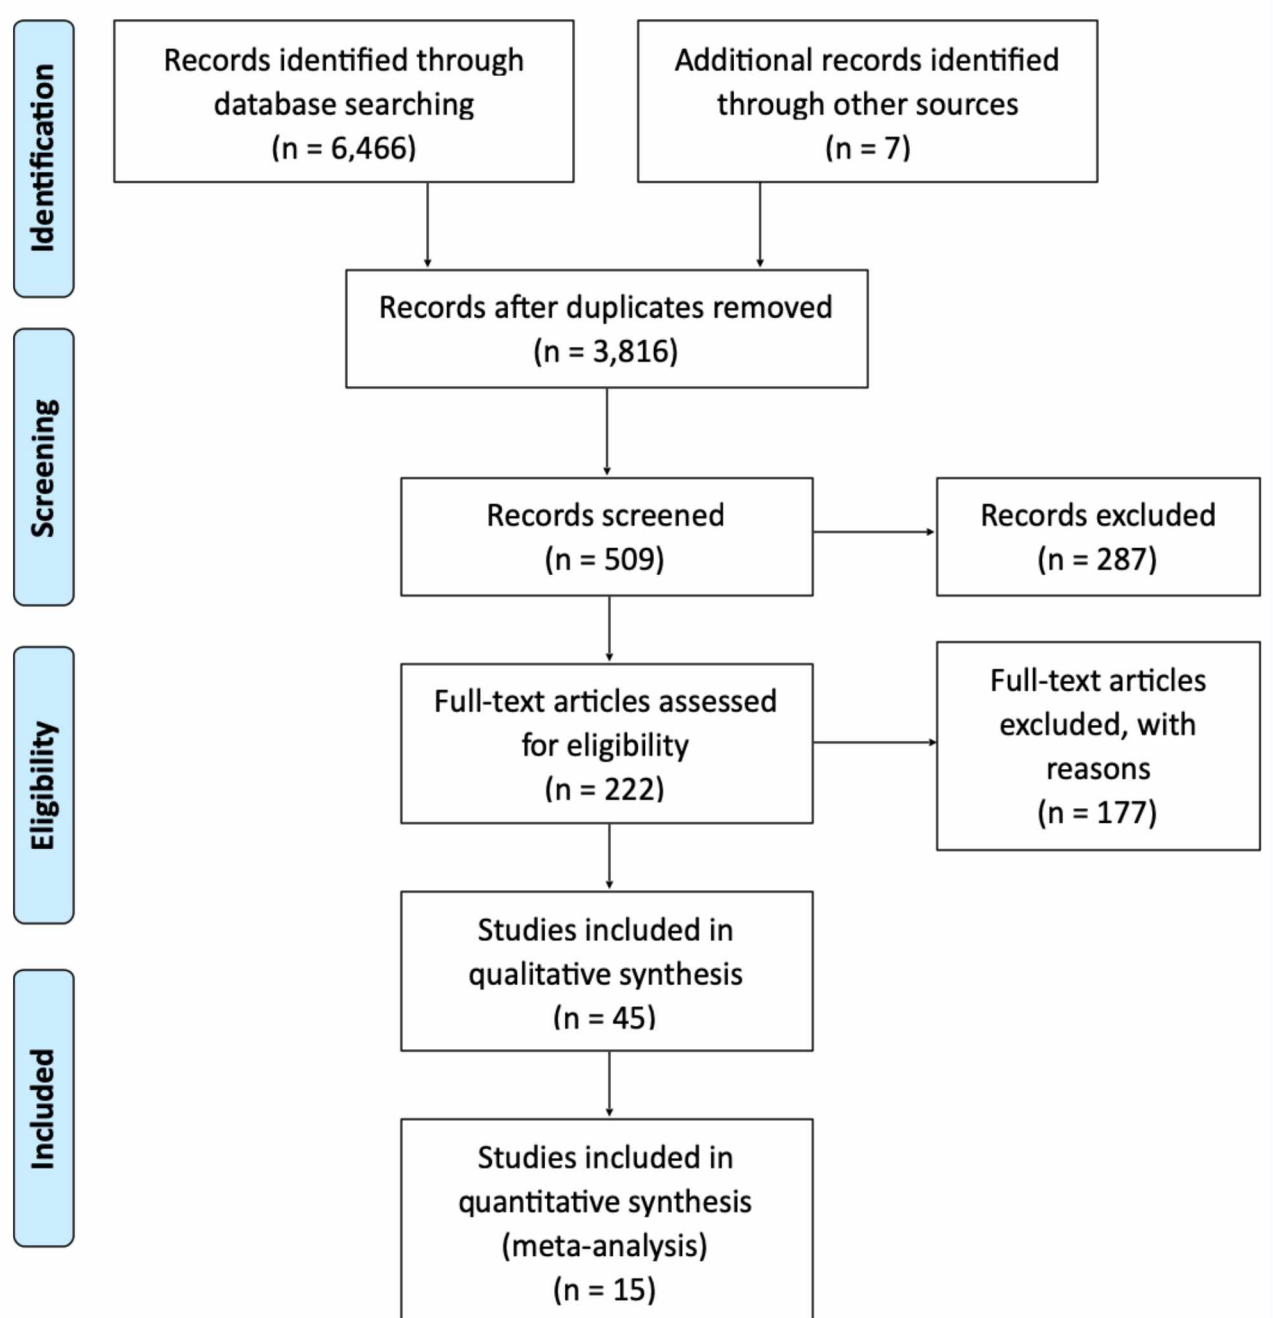 Identification
Records identified through
database searching
(n = 6,466)
Additional records identified
through other sources
(n = 7)
Records after duplicates removed
(n = 3,816)
Screening
Records screened
(n = 509)
Records excluded
(n = 287)
Eligibility
Full-text articles assessed
for eligibility
(n = 222)
Full-text articles
excluded, with
reasons
(n = 177)
Studies included in
qualitative synthesis
(n = 45)
Included
Studies included in
quantitative synthesis
(meta-analysis)
(n = 15)